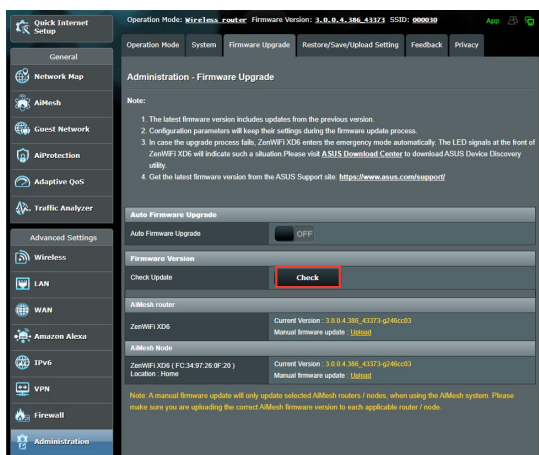 Quick Internet
Setup
Operation Mode: Wireless router Firmware Version: 3.0.0.4.386_43373 SSID: 000030
App
General
Network Map
AiMesh
Guest Network
AiProtection
Adaptive QoS
Traffic Analyzer
Advanced Settings
Wireless
LAN
WAN
Amazon Alexa
IPv6
VPN
Firewall
Administration
Operation Mode System Firmware Upgrade Restore/Save/Upload Setting Feedback Privacy
Administration - Firmware Upgrade
Note:
1. The latest firmware version includes updates from the previous version.
2. Configuration parameters will keep their settings during the firmware update process.
3. In case the upgrade process fails, ZenWiFi XD6 enters the emergency mode automatically. The LED signals at the front of
ZenWiFi XD6 will indicate such a situation.Please visit ASUS Download Center to download ASUS Device Discovery
utility.
4. Get the latest firmware version from the ASUS Support site: https://www.asus.com/support/
Auto Firmware Upgrade
Auto Firmware Upgrade OFF
Firmware Version
Check Update Check
AiMesh router
ZenWiFi XD6
Current Version : 3.0.0.4.386_43373-g246cc03
Manual firmware update : Upload
AiMesh Node
ZenWiFi XD6 ( FC:34:97:26:0F:20 )
Location : Home
Current Version : 3.0.0.4.386_43373-g246cc03
Manual firmware update : Upload
Note: A manual firmware update will only update selected AiMesh routers / nodes, when using the AiMesh system. Please
make sure you are uploading the correct AiMesh firmware version to each applicable router / node.